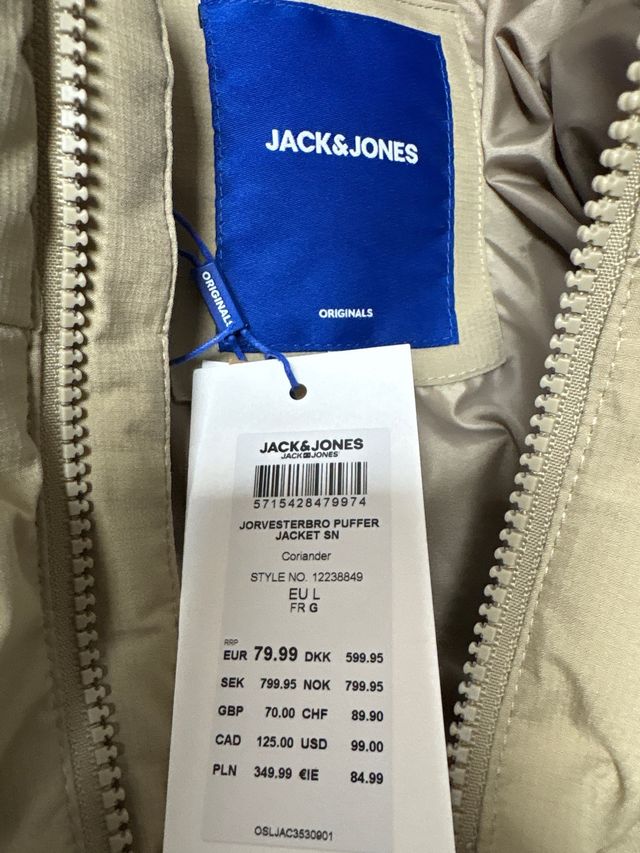 JACK&JONES
ORIGINALS
ORIGINALS
JACK&JONES
JACK&JONES
5715428479974
JORVESTERBRO PUFFER
JACKET SN
Coriander
STYLE NO. 12238849
EU L
FR G
RRP
EUR 79.99 DKK 599.95
SEK 799.95 NOK 799.95
GBP 70.00 CHF 89.90
CAD 125.00 USD 99.00
PLN 349.99 €IE 84.99
OSLJAC3530901